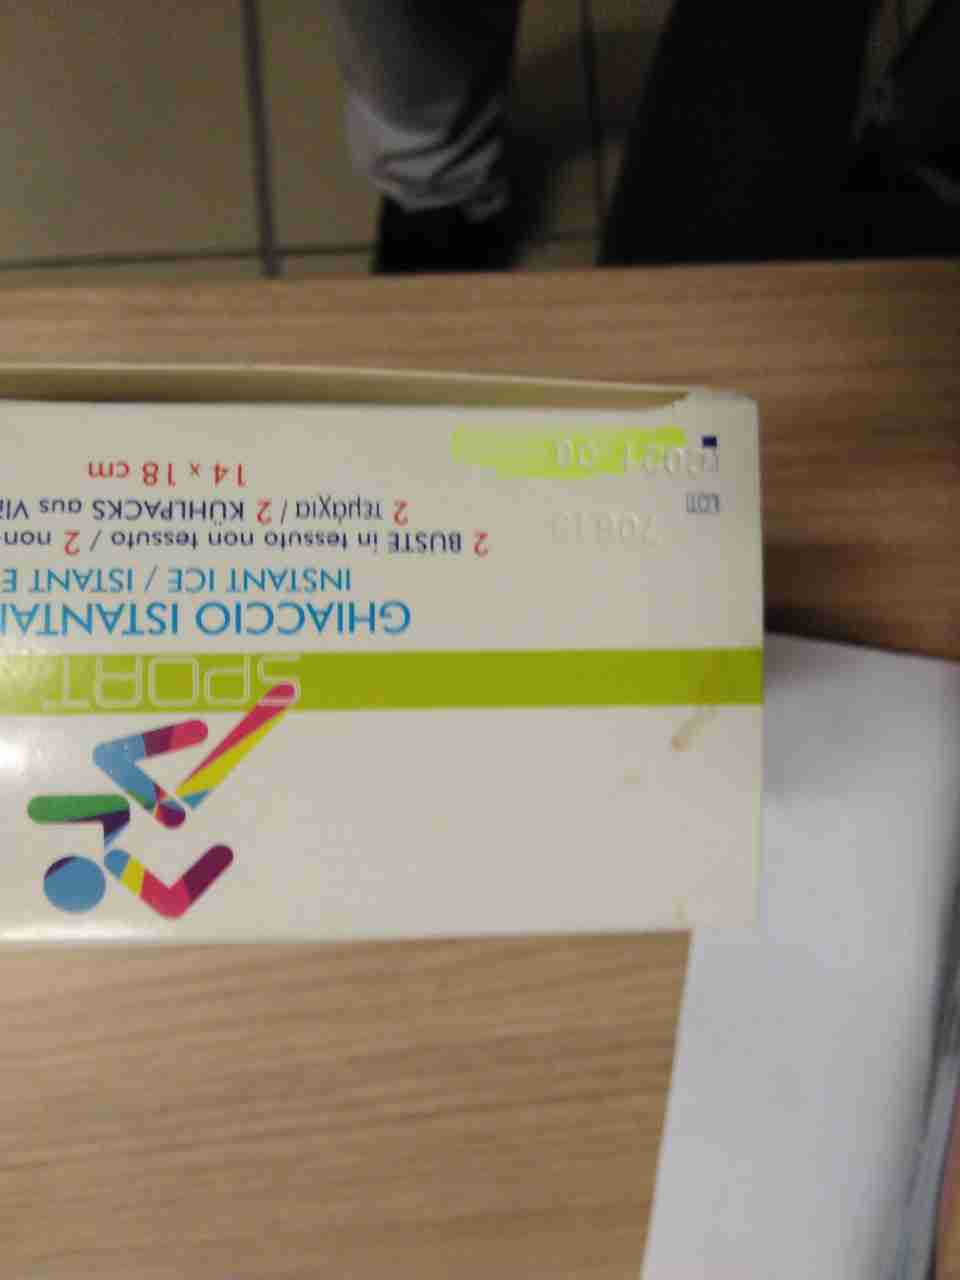 SPORT
GHIACCIO ISTANTA
INSTANT ICE / ISTANT E
2 BUSTE in tessuto non tessuto / 2 non-
2 τεμάχια / 2 KÜHLPACKS aus
14 x 18 cm
LOT